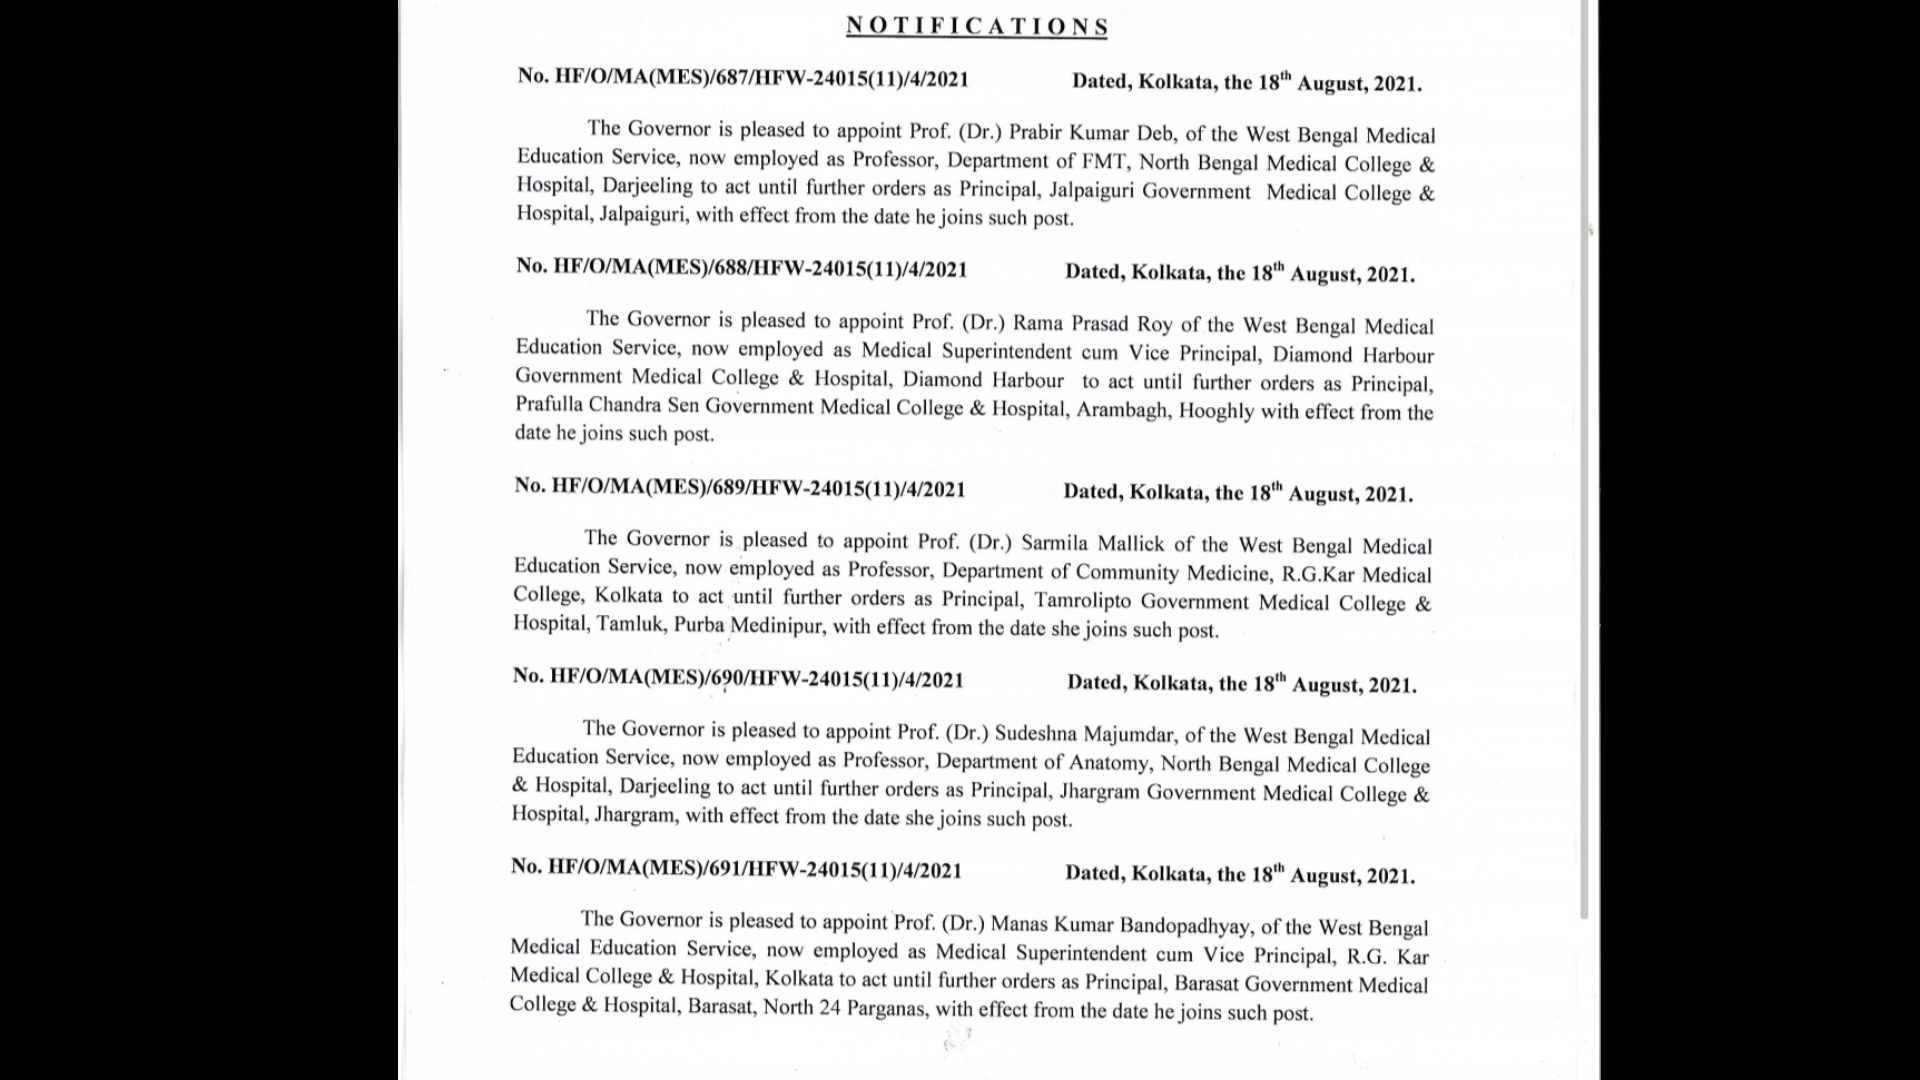 NOTIFICATIONS
No. HF/O/MA(MES)/687/HFW-24015(11)/4/2021 Dated, Kolkata, the 18th August, 2021.
The Governor is pleased to appoint Prof. (Dr.) Prabir Kumar Deb, of the West Bengal Medical
Education Service, now employed as Professor, Department of FMT, North Bengal Medical College &
Hospital, Darjeeling to act until further orders as Principal, Jalpaiguri Government Medical College &
Hospital, Jalpaiguri, with effect from the date he joins such post.
No. HF/O/MA(MES)/688/HFW-24015(11)/4/2021 Dated, Kolkata, the 18th August, 2021.
The Governor is pleased to appoint Prof. (Dr.) Rama Prasad Roy of the West Bengal Medical
Education Service, now employed as Medical Superintendent cum Vice Principal, Diamond Harbour
Government Medical College & Hospital, Diamond Harbour to act until further orders as Principal,
Prafulla Chandra Sen Government Medical College & Hospital, Arambagh, Hooghly with effect from the
date he joins such post.
No. HF/O/MA(MES)/689/HFW-24015(11)/4/2021 Dated, Kolkata, the 18th August, 2021.
The Governor is pleased to appoint Prof. (Dr.) Sarmila Mallick of the West Bengal Medical
Education Service, now employed as Professor, Department of Community Medicine, R.G.Kar Medical
College, Kolkata to act until further orders as Principal, Tamrolipto Government Medical College &
Hospital, Tamluk, Purba Medinipur, with effect from the date she joins such post.
No. HF/O/MA(MES)/690/HFW-24015(11)/4/2021 Dated, Kolkata, the 18th August, 2021.
The Governor is pleased to appoint Prof. (Dr.) Sudeshna Majumdar, of the West Bengal Medical
Education Service, now employed as Professor, Department of Anatomy, North Bengal Medical College
& Hospital, Darjeeling to act until further orders as Principal, Jhargram Government Medical College &
Hospital, Jhargram, with effect from the date she joins such post.
No. HF/O/MA(MES)/691/HFW-24015(11)/4/2021 Dated, Kolkata, the 18th August, 2021.
The Governor is pleased to appoint Prof. (Dr.) Manas Kumar Bandopadhyay, of the West Bengal
Medical Education Service, now employed as Medical Superintendent cum Vice Principal, R.G. Kar
Medical College & Hospital, Kolkata to act until further orders as Principal, Barasat Government Medical
College & Hospital, Barasat, North 24 Parganas, with effect from the date he joins such post.